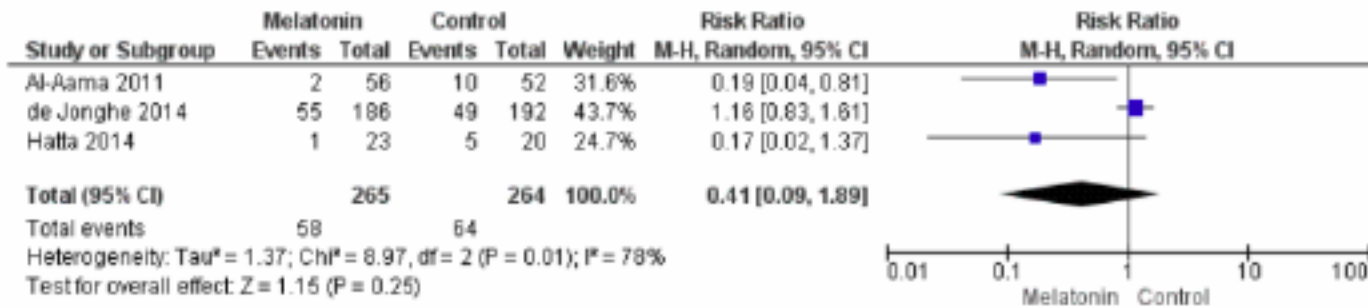 Melatonin Control Risk Ratio Risk Ratio
Study or Subgroup Events Total Events Total Weight M-H, Random, 95% CI M-H, Random, 95% CI
Al-Aama 2011 2 56 10 52 31.6% 0.19 [0.04, 0.81]
de Jonghe 2014 55 186 49 192 43.7% 1.16 [0.83, 1.61]
Hatta 2014 1 23 5 20 24.7% 0.17 [0.02, 1.37]
Total (95% CI) 265 264 100.0% 0.41 [0.09, 1.89]
Total events 58 64
Heterogeneity: Tau² = 1.37; Chi² = 8.97, df = 2 (P = 0.01); I² = 78%
Test for overall effect: Z = 1.15 (P = 0.25)
0.01 0.1 1 10 100
Melatonin Control